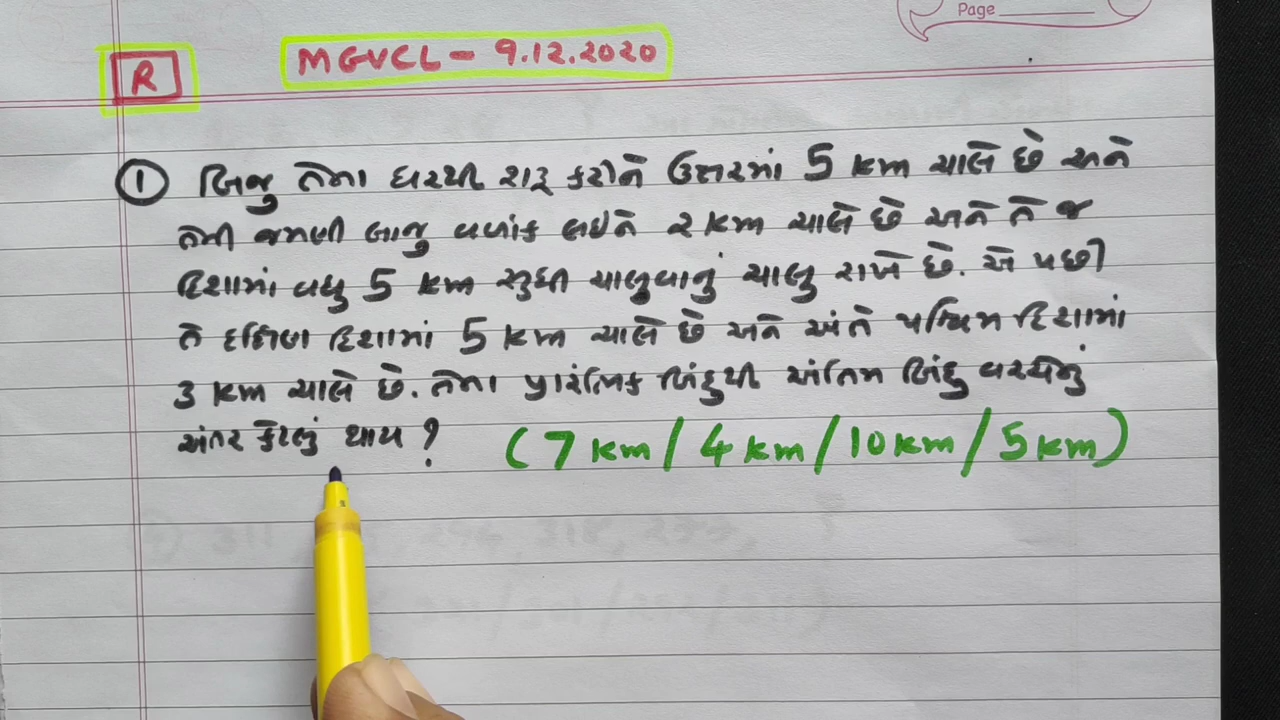 Page
R
MGVCL - 9.12.2020
① બિજુ તેના ઘરથી શરૂ કરીને ઉત્તરમાં 5 km ચાલે છે અને
તેની જમણી બાજુ વળાંક લઇને 2 km ચાલે છે અને તે જ
દિશામાં વધુ 5 km સુધી ચાલુવાનું ચાલુ રાખે છે. એ પછી
તે દક્ષિણ દિશામાં 5 km ચાલે છે અને અંતે પશ્ચિમ દિશામાં
3 km ચાલે છે. તેના પ્રારંભિક બિંદુથી અંતિમ બિંદુ વચ્ચેનું
અંતર કેટલું થાય ?
(7 km / 4 km / 10 km / 5 km)